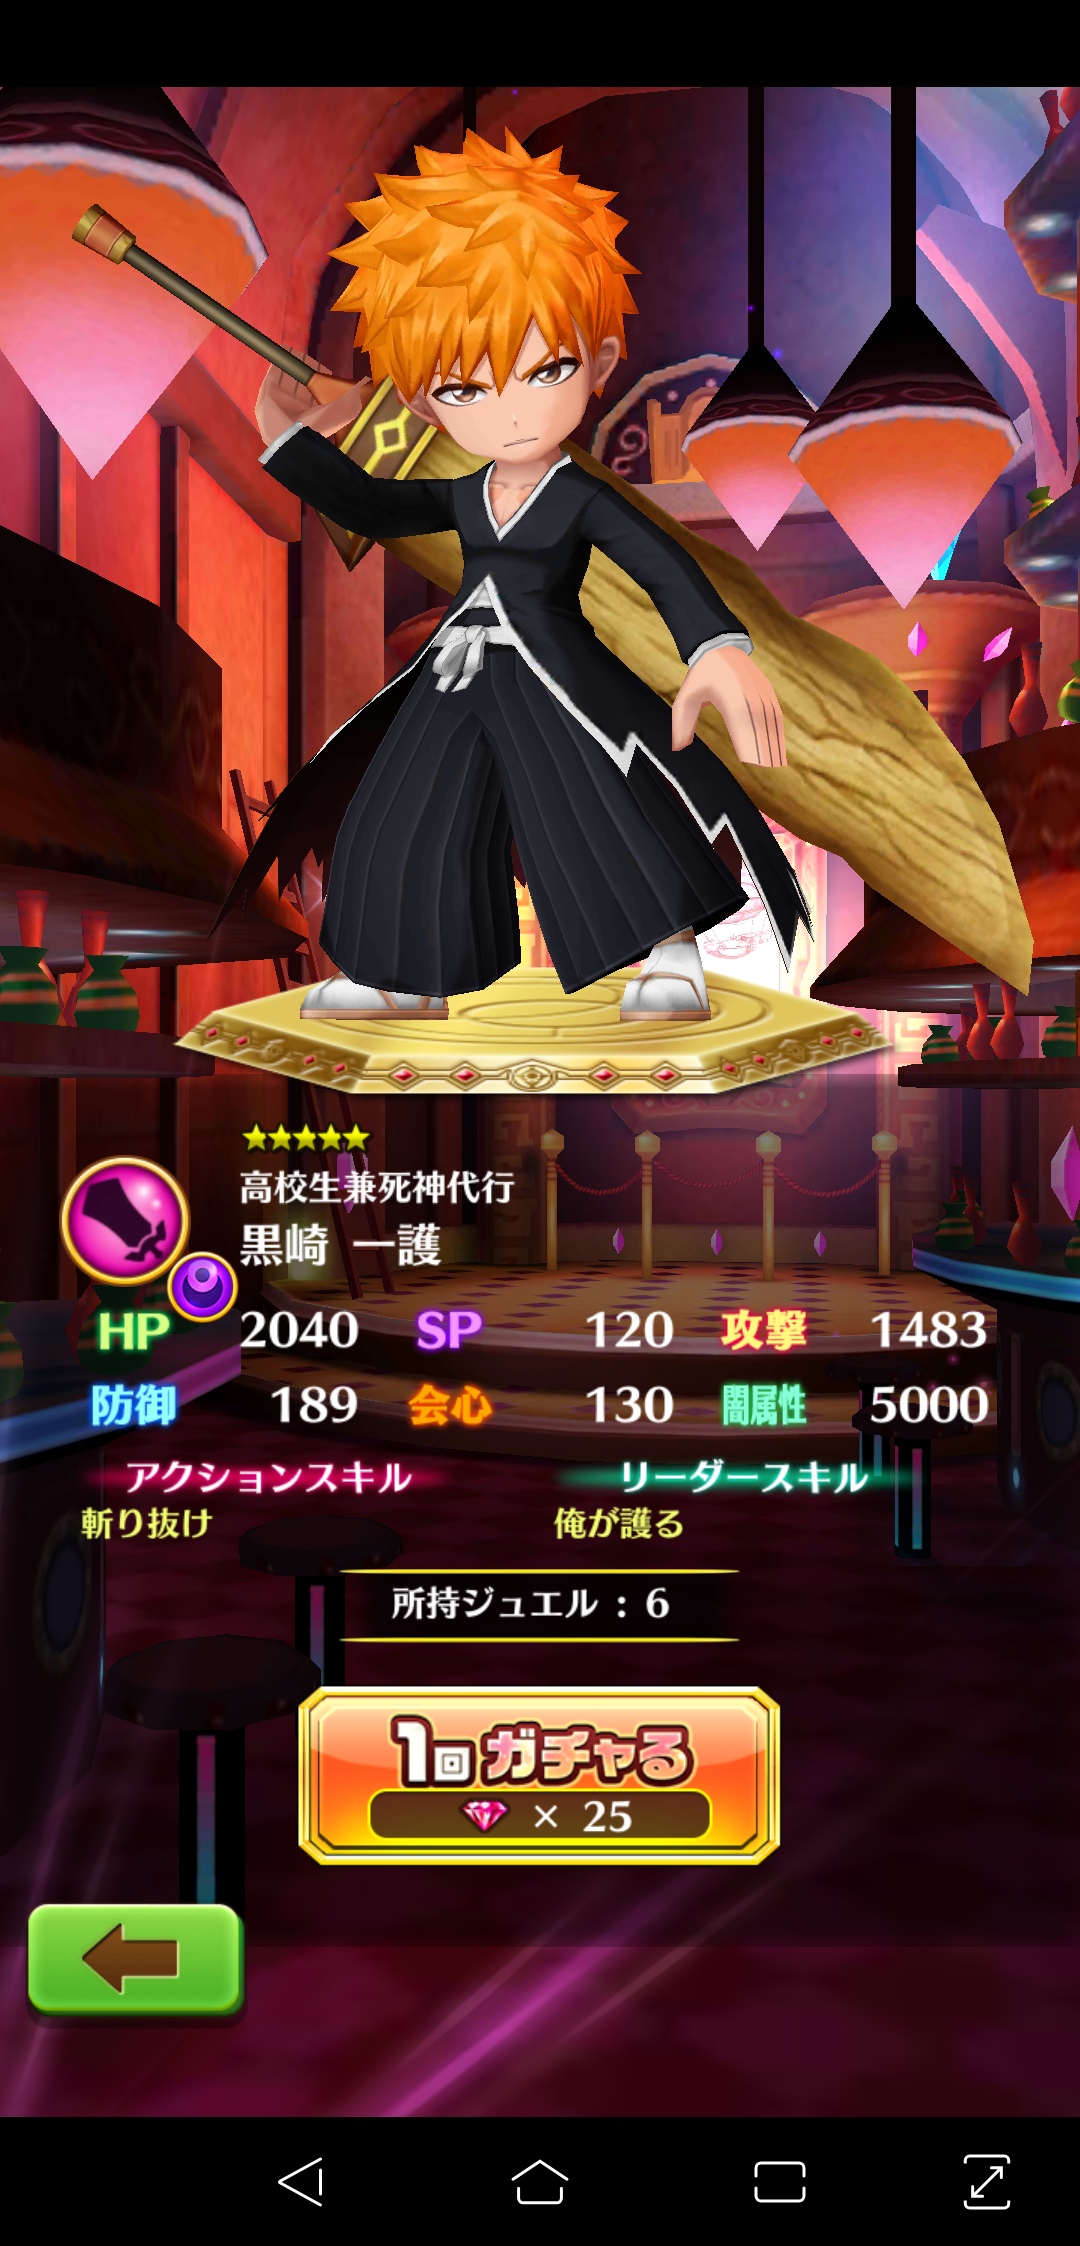 高校生兼死神代行
黒崎 一護
HP 2040 SP 120 攻撃 1483
防御 189 会心 130 闇属性 5000
アクションスキル リーダースキル
斬り抜け 俺が護る
所持ジュエル : 6
1回ガチャる
× 25